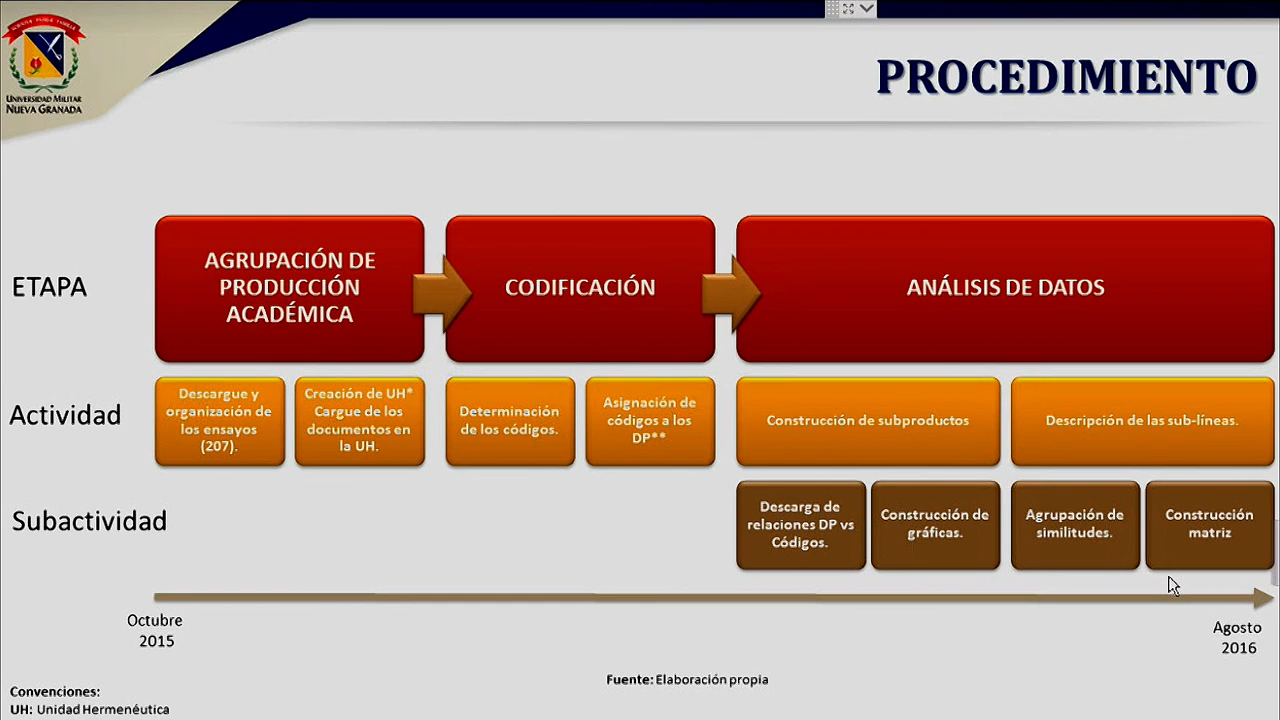 UNIVERSIDAD MILITAR
NUEVA GRANADA
PROCEDIMIENTO
ETAPA
AGRUPACIÓN DE
PRODUCCIÓN
ACADÉMICA
CODIFICACIÓN
ANÁLISIS DE DATOS
Actividad
Descargue y
organización de
los ensayos
(207).
Creación de UH*
Cargue de los
documentos en
la UH.
Determinación
de los códigos.
Asignación de
códigos a los
DP**
Construcción de subproductos
Descripción de las sub-líneas.
Subactividad
Descarga de
relaciones DP vs
Códigos.
Construcción de
gráficas.
Agrupación de
similitudes.
Construcción
matriz
Octubre
2015
Agosto
2016
Fuente: Elaboración propia
Convenciones:
UH: Unidad Hermenéutica